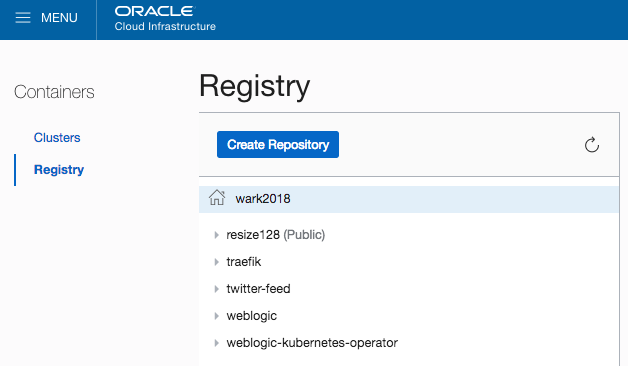 MENU
ORACLE
Cloud Infrastructure
Containers
Clusters
Registry
Registry
Create Repository
wark2018
resize128 (Public)
traefik
twitter-feed
weblogic
weblogic-kubernetes-operator